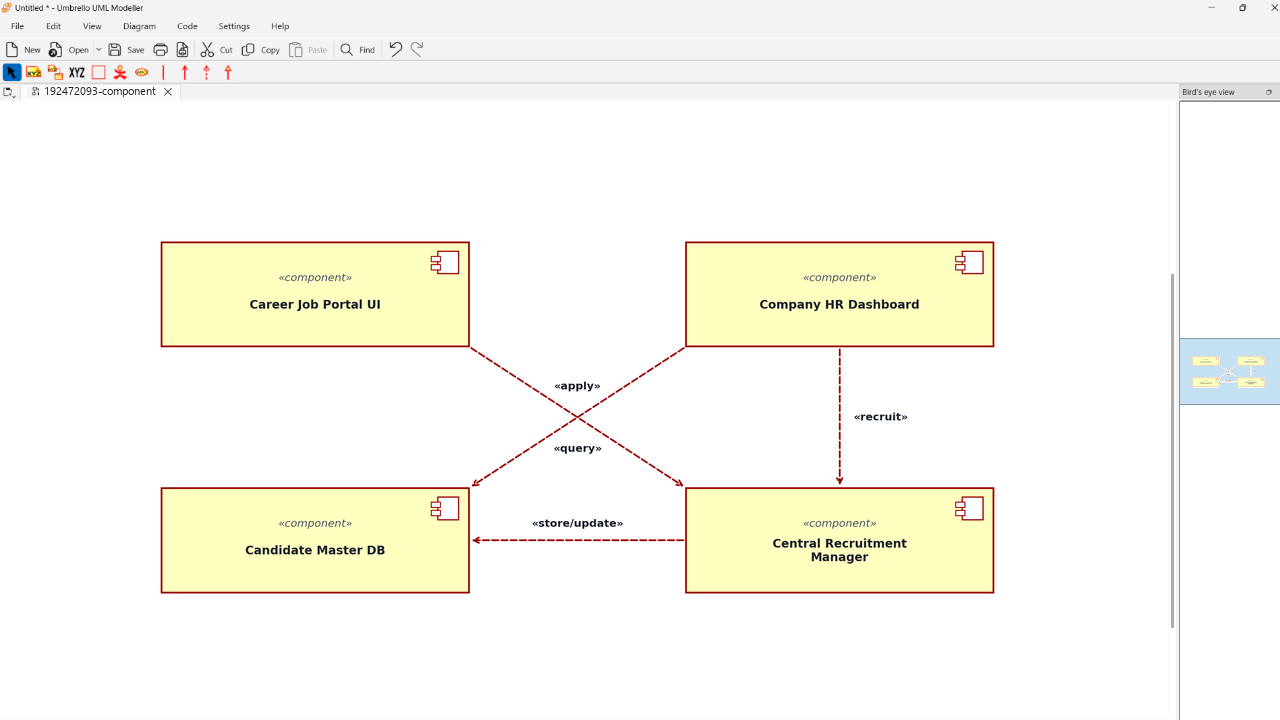 Untitled * - Umbrello UML Modeller
File Edit View Diagram Code Settings Help
New Open Save Cut Copy Paste Find
XYZ XYZ
192472093-component
Bird's eye view
«component»
Career Job Portal UI
«component»
Company HR Dashboard
«apply»
«recruit»
«query»
«component»
Candidate Master DB
«store/update»
«component»
Central Recruitment
Manager